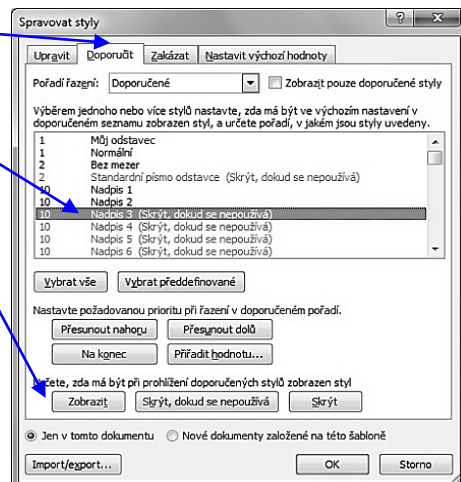 Spravovat styly
Upravit Doporučit Zakázat Nastavit výchozí hodnoty
Pořadí řazení: Doporučené Zobrazit pouze doporučené styly
Výběrem jednoho nebo více stylů nastavte, zda má být ve výchozím nastavení v
doporučeném seznamu zobrazen styl, a určete pořadí, v jakém jsou styly uvedeny.
1 Můj odstavec
1 Normální
2 Bez mezer
2 Standardní písmo odstavce (Skrýt, dokud se nepoužívá)
10 Nadpis 1
10 Nadpis 2
10 Nadpis 3 (Skrýt, dokud se nepoužívá)
10 Nadpis 4 (Skrýt, dokud se nepoužívá)
10 Nadpis 5 (Skrýt, dokud se nepoužívá)
10 Nadpis 6 (Skrýt, dokud se nepoužívá)
Vybrat vše Vybrat předdefinované
Nastavte požadovanou prioritu při řazení v doporučeném pořadí.
Přesunout nahoru Přesunout dolů
Na konec Přiřadit hodnotu...
Určete, zda má být při prohlížení doporučených stylů zobrazen styl
Zobrazit Skrýt, dokud se nepoužívá Skrýt
Jen v tomto dokumentu Nové dokumenty založené na této šabloně
Import/export... OK Storno